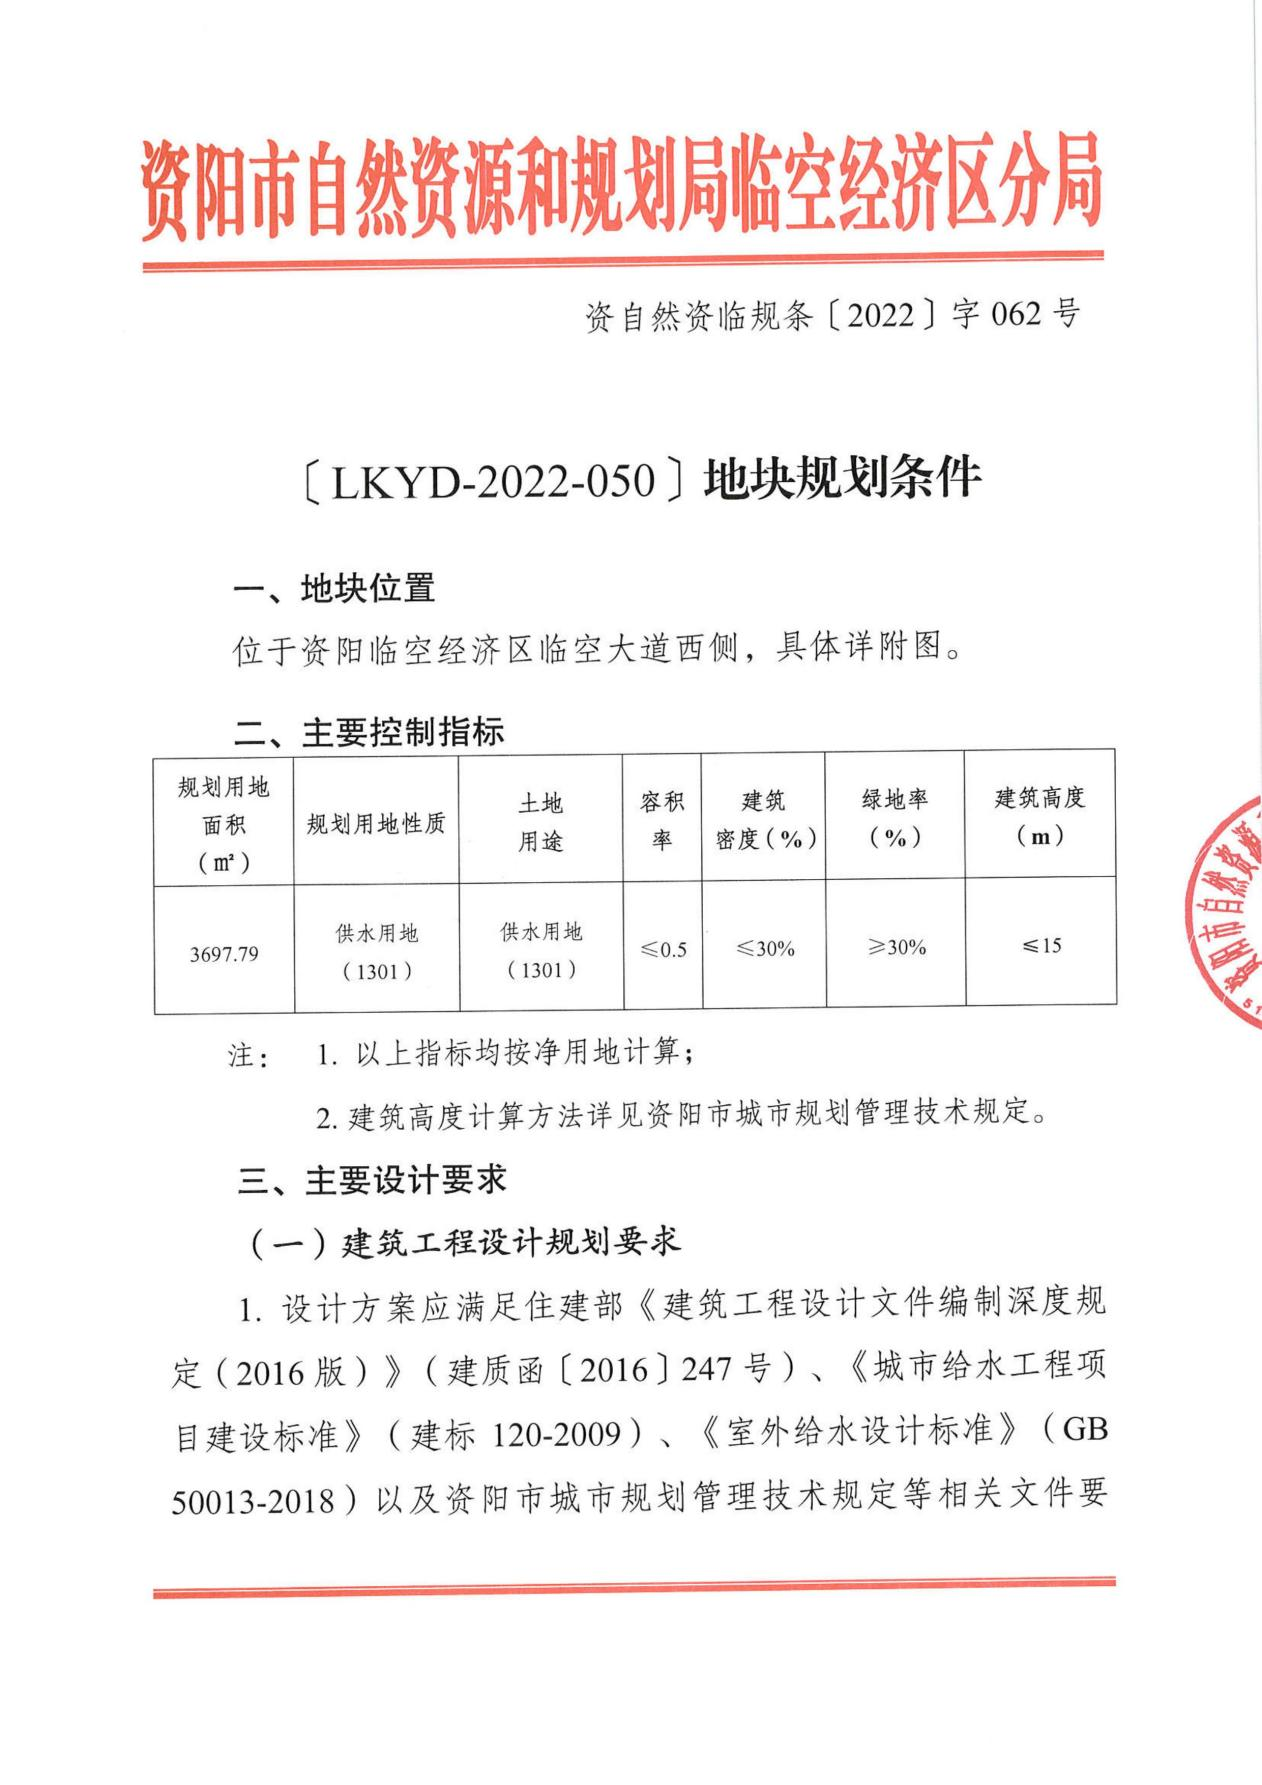 资阳市自然资源和规划局临空经济区分局
资自然资临规条〔2022〕字 062 号
〔LKYD-2022-050〕地块规划条件
一、地块位置
位于资阳临空经济区临空大道西侧，具体详附图。
二、主要控制指标
规划用地
面积
（㎡）
规划用地性质
土地
用途
容积
率
建筑
密度（%）
绿地率
（%）
建筑高度
（m）
3697.79
供水用地
（1301）
供水用地
（1301）
≤0.5
≤30%
≥30%
≤15
注： 1. 以上指标均按净用地计算；
2. 建筑高度计算方法详见资阳市城市规划管理技术规定。
三、主要设计要求
（一）建筑工程设计规划要求
1. 设计方案应满足住建部《建筑工程设计文件编制深度规
定（2016 版）》（建质函〔2016〕247 号）、《城市给水工程项
目建设标准》（建标 120-2009）、《室外给水设计标准》（GB
50013-2018）以及资阳市城市规划管理技术规定等相关文件要
资阳市自然资源
51